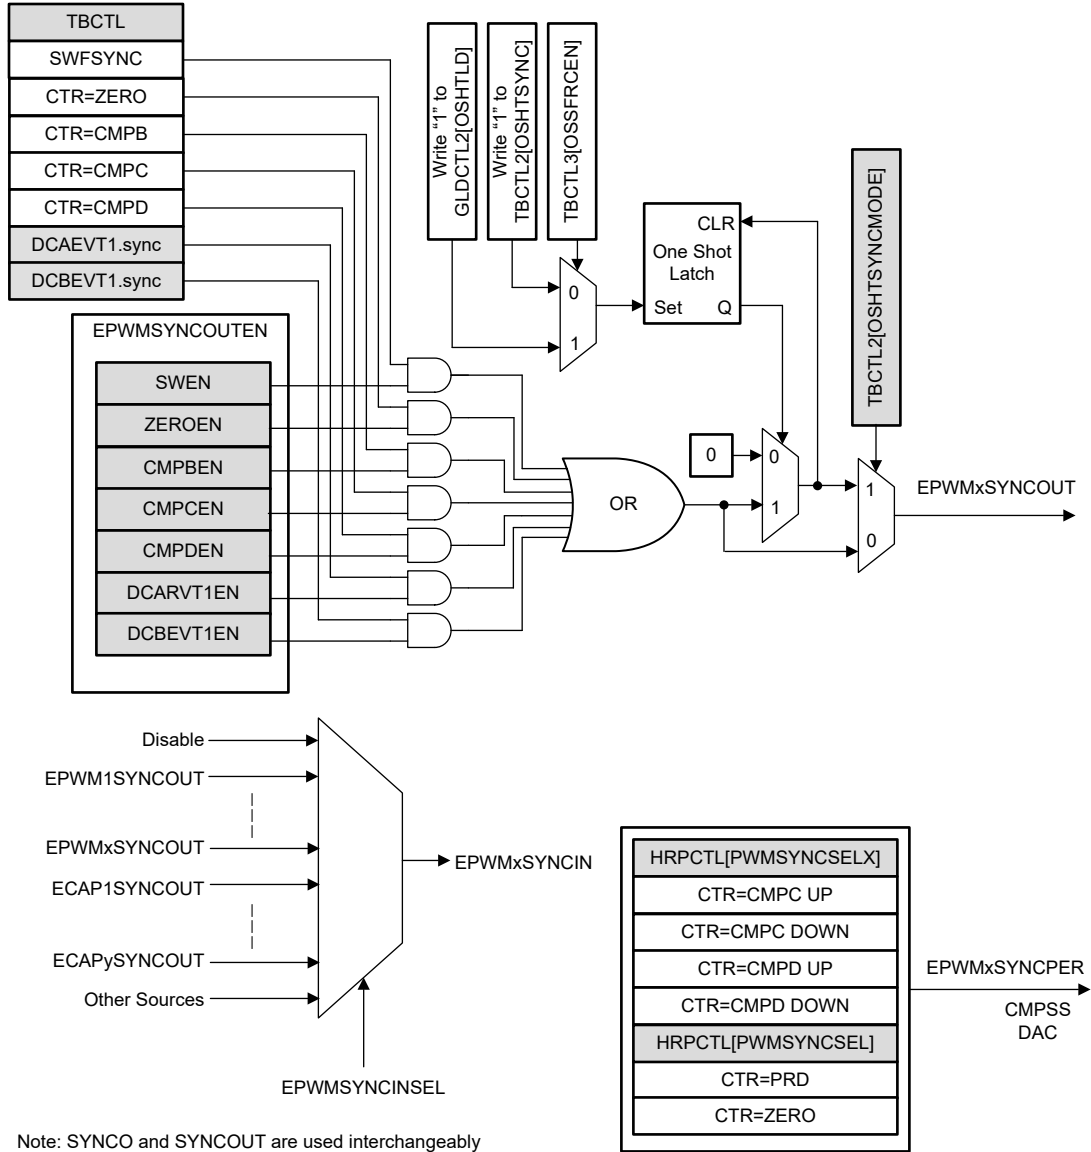 TBCTL
SWFSYNC
CTR=ZERO
CTR=CMPB
CTR=CMPC
CTR=CMPD
DCAEVT1.sync
DCBEVT1.sync
EPWMSYNCOUTEN
SWEN
ZEROEN
CMPBEN
CMPCEN
CMPDEN
DCARVT1EN
DCBEVT1EN
Write “1” to
GLDCTL2[OSHTLD]
Write “1” to
TBCTL2[OSHTSYNC]
TBCTL3[OSSFRCEN]
0
1
CLR
One Shot
Latch
Set Q
TBCTL2[OSHTSYNCMODE]
OR
0
0
1
1
0
EPWMxSYNCOUT
Disable
EPWM1SYNCOUT
EPWMxSYNCOUT
ECAP1SYNCOUT
ECAPySYNCOUT
Other Sources
EPWMxSYNCIN
EPWMSYNCINSEL
HRPCTL[PWMSYNCSELX]
CTR=CMPC UP
CTR=CMPC DOWN
CTR=CMPD UP
CTR=CMPD DOWN
HRPCTL[PWMSYNCSEL]
CTR=PRD
CTR=ZERO
EPWMxSYNCPER
CMPSS
DAC
Note: SYNCO and SYNCOUT are used interchangeably